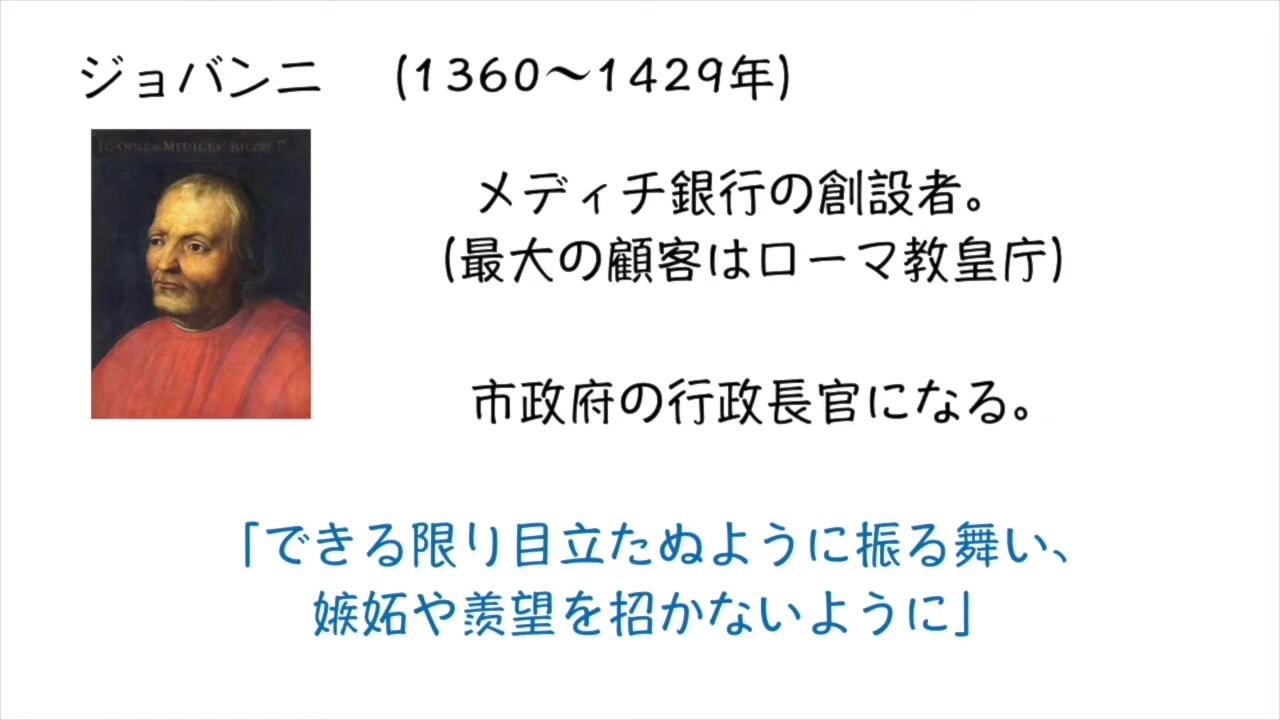 ジョバンニ　(1360〜1429年)
IOANNES MEDICES BICCI F
メディチ銀行の創設者。
(最大の顧客はローマ教皇庁)
市政府の行政長官になる。
「できる限り目立たぬように振る舞い、
嫉妬や羨望を招かないように」